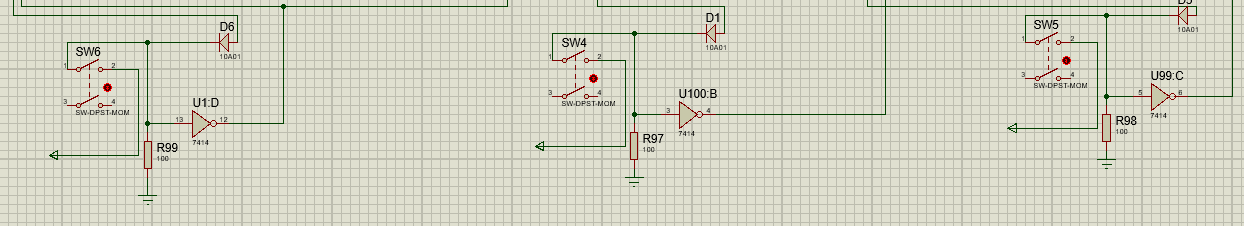 D6
10A01
SW6
1
2
3
4
SW-DPST-MOM
U1:D
13
12
7414
R99
100
D1
10A01
SW4
1
2
3
4
SW-DPST-MOM
U100:B
3
4
7414
R97
100
D5
10A01
SW5
1
2
3
4
SW-DPST-MOM
U99:C
5
6
7414
R98
100